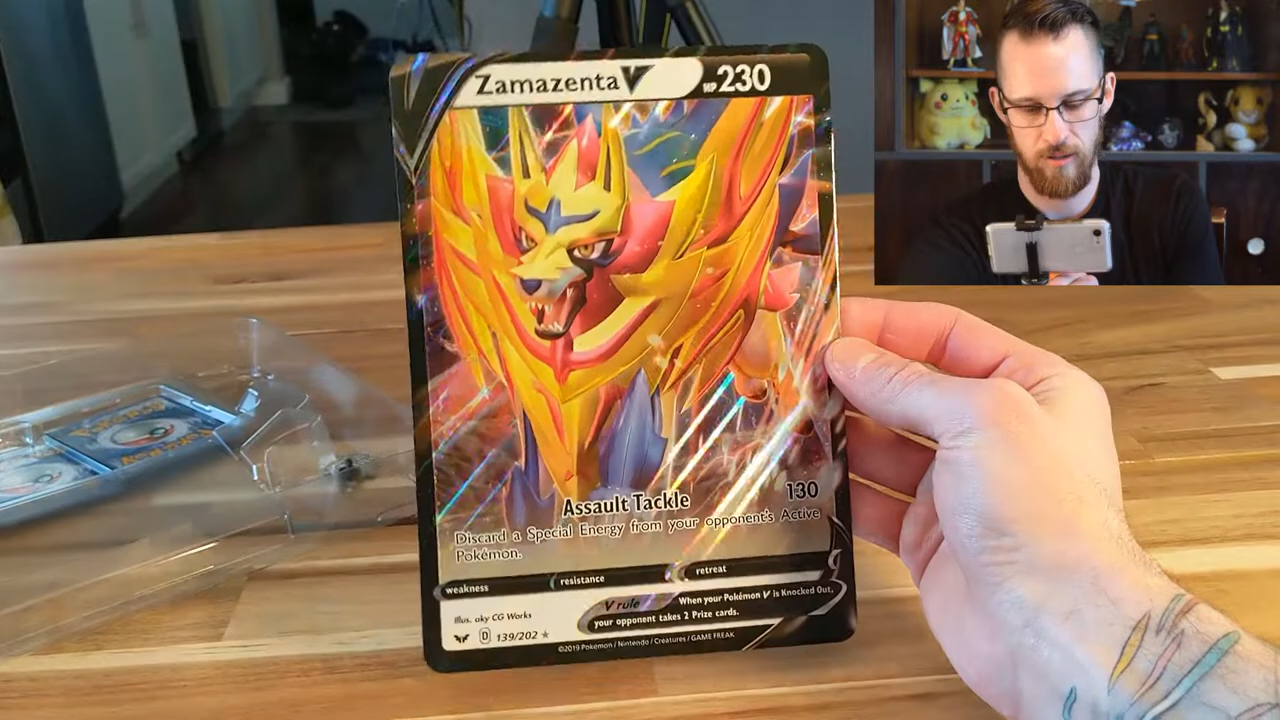 Zamazenta V HP 230
Assault Tackle 130
Discard a Special Energy from your opponent's Active
Pokémon.
weakness resistance retreat
V rule When your Pokémon V is Knocked Out,
your opponent takes 2 Prize cards.
Illus. aky CG Works
D 139/202
©2019 Pokémon / Nintendo / Creatures / GAME FREAK